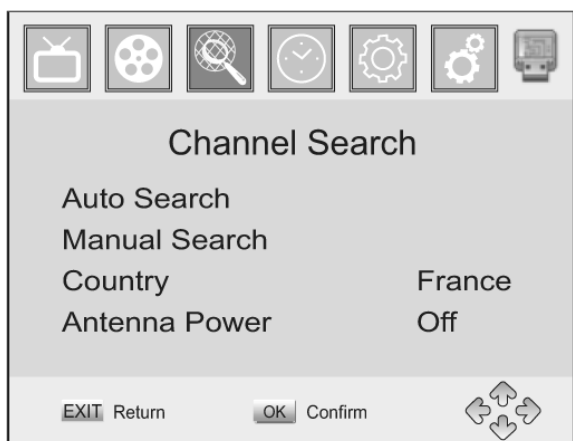 Channel Search
Auto Search
Manual Search
Country France
Antenna Power Off
EXIT Return OK Confirm